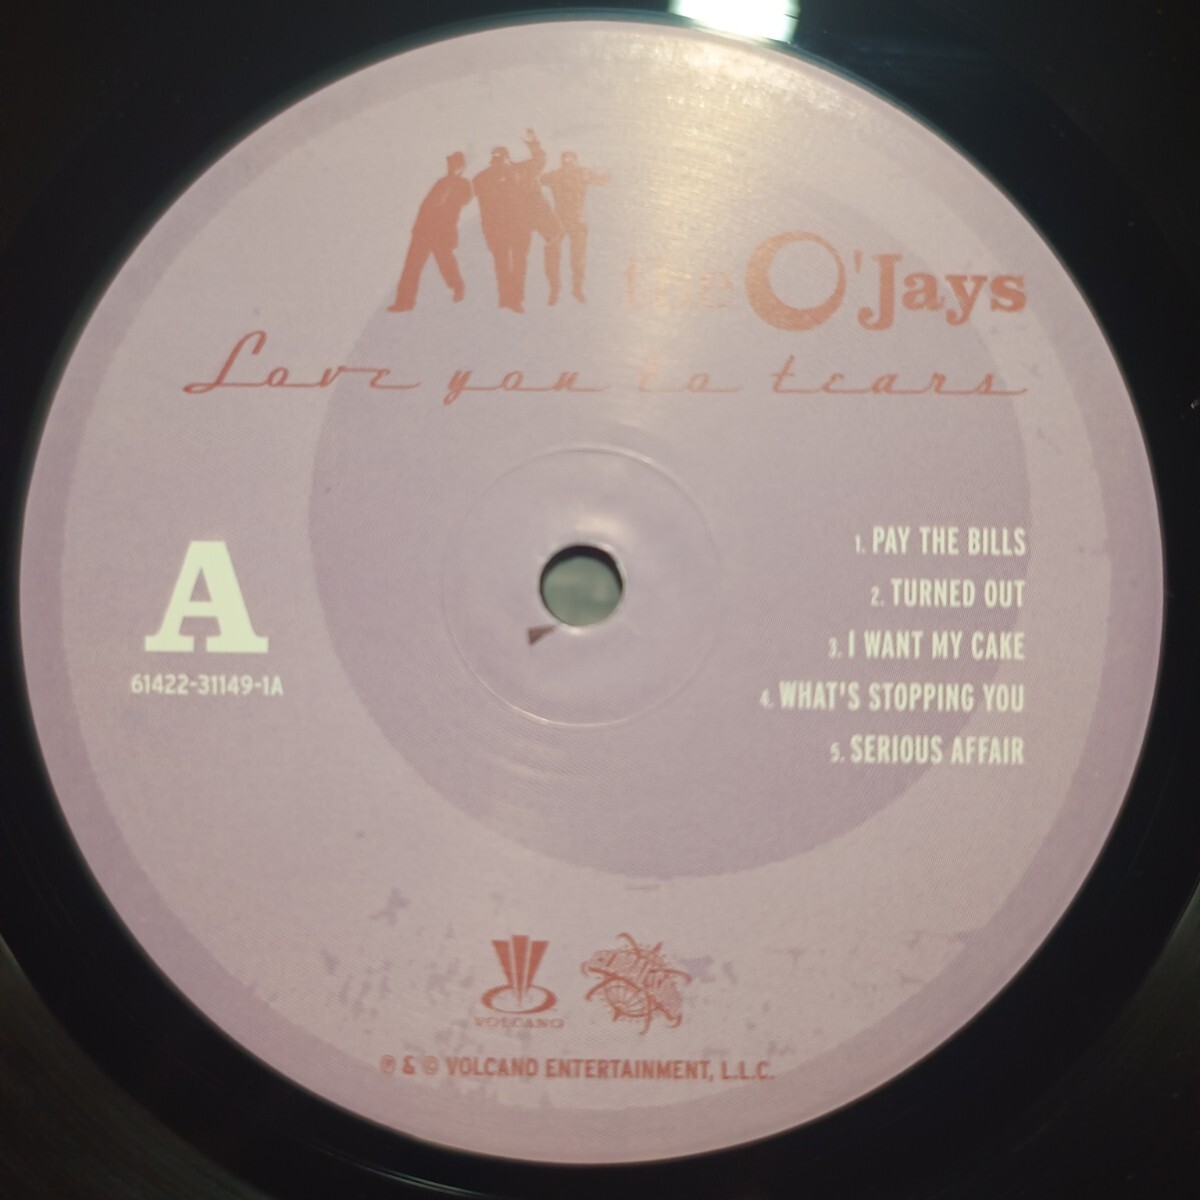 the O'Jays
Love you to tears
A
61422-31149-1A
1. PAY THE BILLS
2. TURNED OUT
3. I WANT MY CAKE
4. WHAT'S STOPPING YOU
5. SERIOUS AFFAIR
VOLCANO
℗ & © VOLCANO ENTERTAINMENT, L.L.C.